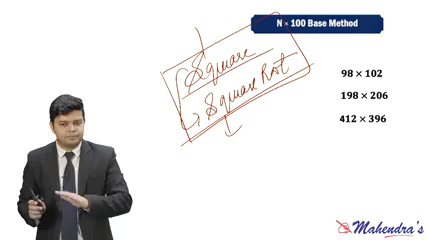 N × 100 Base Method
Square
Square Root
98 × 102
198 × 206
412 × 396
Mahendra's